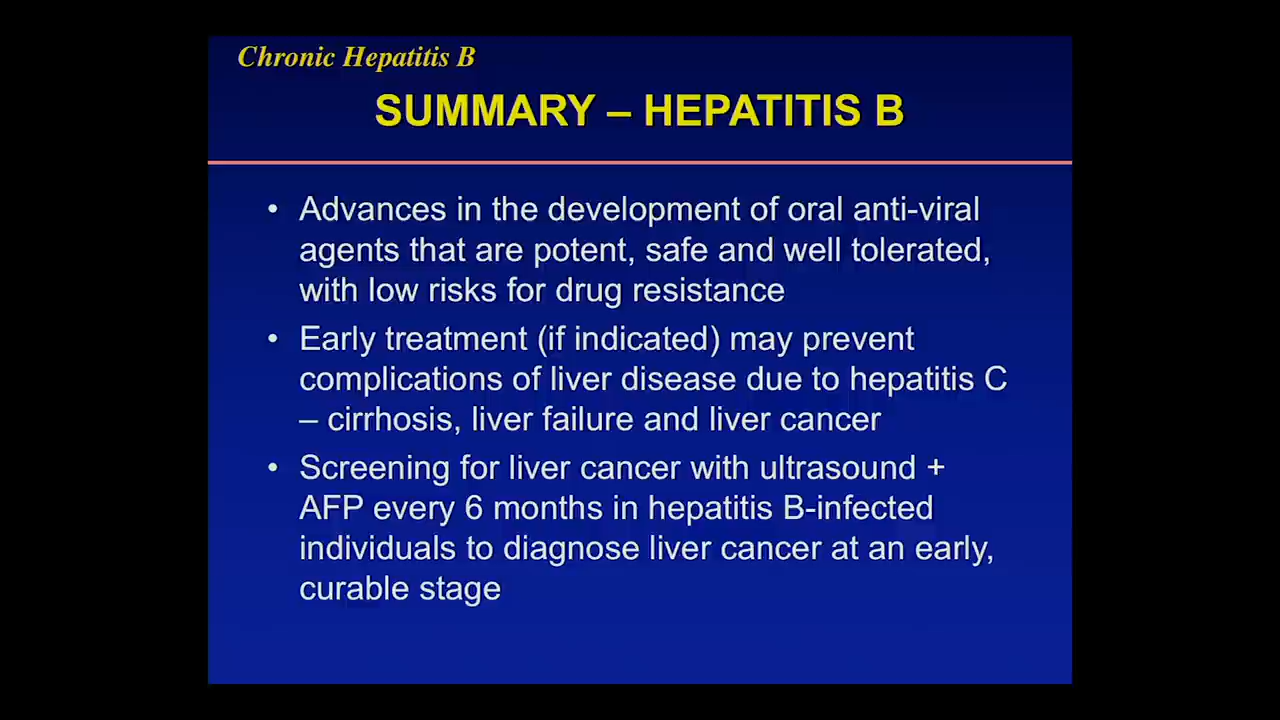 Chronic Hepatitis B
SUMMARY – HEPATITIS B
• Advances in the development of oral anti-viral
agents that are potent, safe and well tolerated,
with low risks for drug resistance
• Early treatment (if indicated) may prevent
complications of liver disease due to hepatitis C
– cirrhosis, liver failure and liver cancer
• Screening for liver cancer with ultrasound +
AFP every 6 months in hepatitis B-infected
individuals to diagnose liver cancer at an early,
curable stage